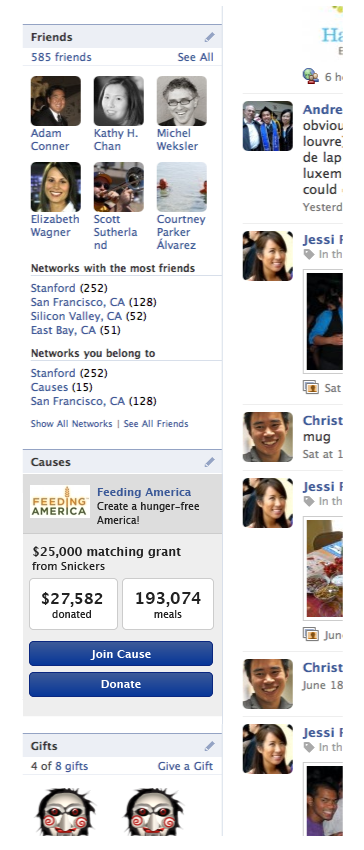 Friends
585 friends
See All
Adam
Conner
Kathy H.
Chan
Michel
Weksler
Elizabeth
Wagner
Scott
Sutherla
nd
Courtney
Parker
Álvarez
Networks with the most friends
Stanford (252)
San Francisco, CA (128)
Silicon Valley, CA (52)
East Bay, CA (51)
Networks you belong to
Stanford (252)
Causes (15)
San Francisco, CA (128)
Show All Networks | See All Friends
Causes
FEEDING
AMERICA
Feeding America
Create a hunger-free
America!
$25,000 matching grant
from Snickers
$27,582
donated
193,074
meals
Join Cause
Donate
Gifts
4 of 8 gifts
Give a Gift
Ha
E
6 h
Andre
obviou
louvre)
de lap
luxem
could
Yesterd
Jessi F
In th
Sat
Christ
mug
Sat at 1
Jessi F
In th
Jun
Christ
June 18
Jessi F
In th